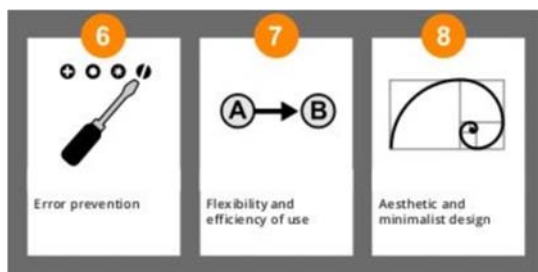 6
7
8
A
B
Error prevention
Flexibility and
efficiency of use
Aesthetic and
minimalist design